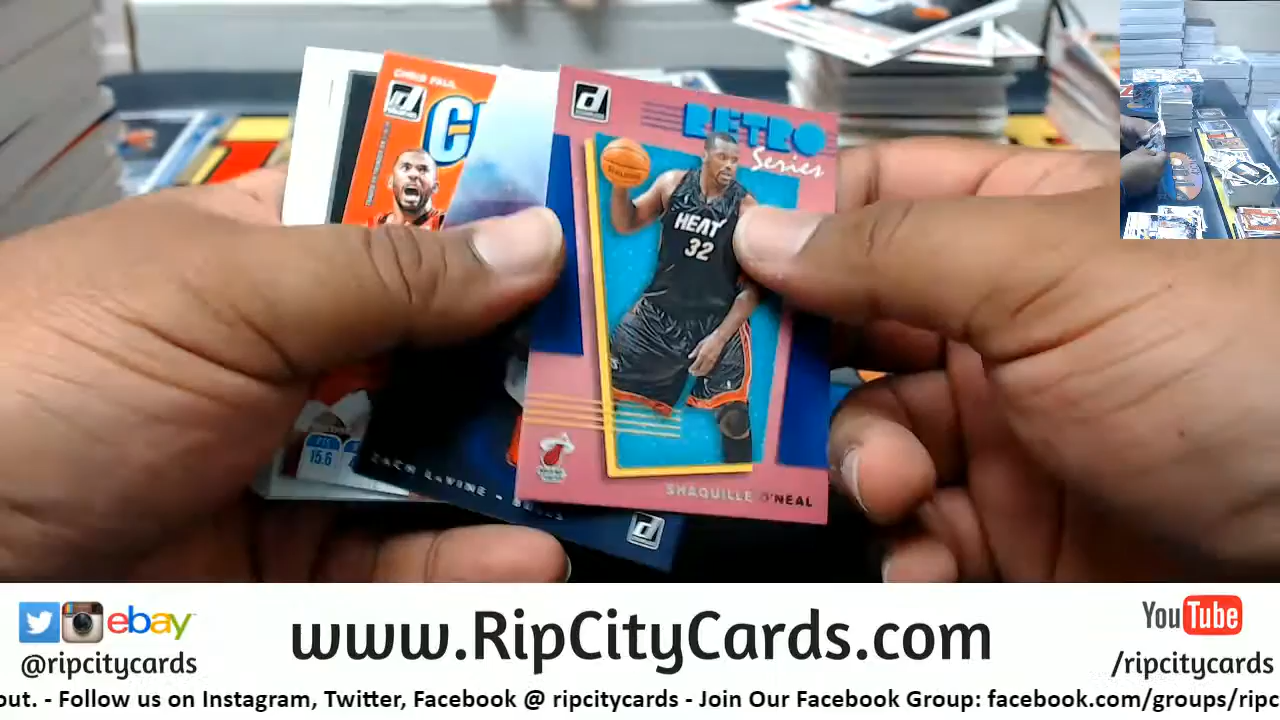 CHRIS PAUL
RETRO
Series
HEAT
32
SHAQUILLE O'NEAL
15.6
ZACH LaVINE - BULLS
ebay
@ripcitycards
www.RipCityCards.com
YouTube
/ripcitycards
out. - Follow us on Instagram, Twitter, Facebook @ ripcitycards - Join Our Facebook Group: facebook.com/groups/ripc